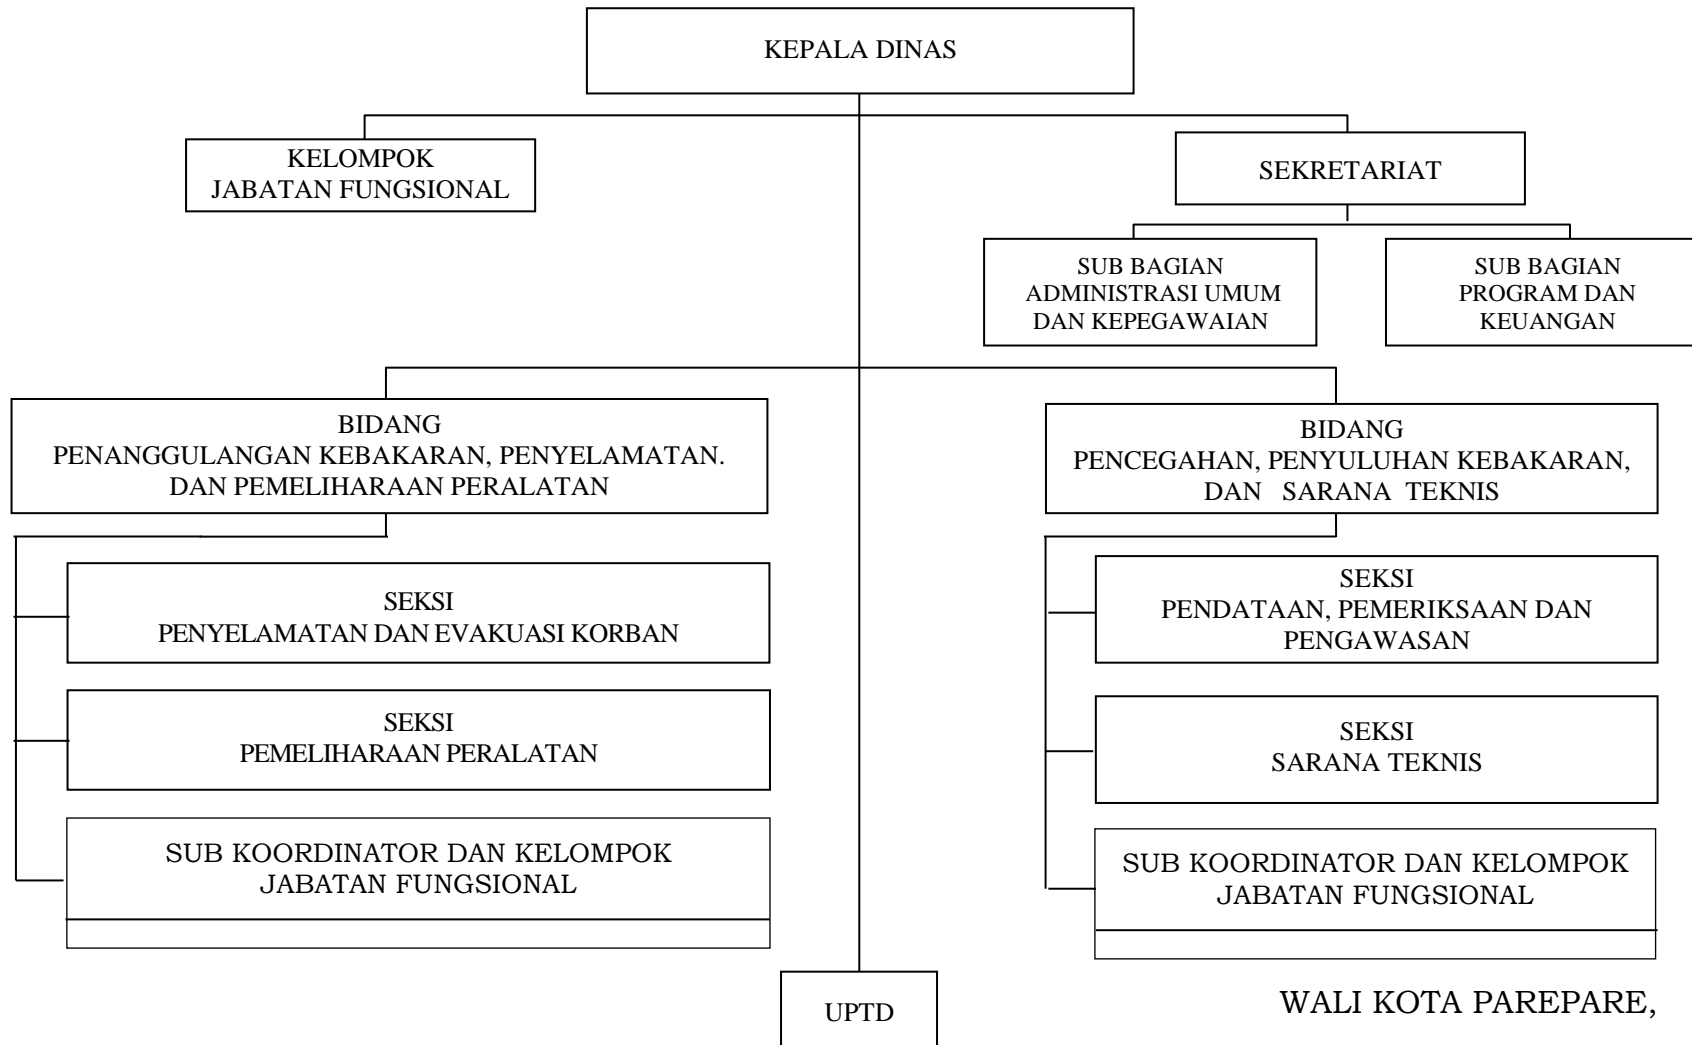 KEPALA DINAS
KELOMPOK
JABATAN FUNGSIONAL
SEKRETARIAT
SUB BAGIAN
ADMINISTRASI UMUM
DAN KEPEGAWAIAN
SUB BAGIAN
PROGRAM DAN
KEUANGAN
BIDANG
PENANGGULANGAN KEBAKARAN, PENYELAMATAN.
DAN PEMELIHARAAN PERALATAN
BIDANG
PENCEGAHAN, PENYULUHAN KEBAKARAN,
DAN SARANA TEKNIS
SEKSI
PENYELAMATAN DAN EVAKUASI KORBAN
SEKSI
PENDATAAN, PEMERIKSAAN DAN
PENGAWASAN
SEKSI
PEMELIHARAAN PERALATAN
SEKSI
SARANA TEKNIS
SUB KOORDINATOR DAN KELOMPOK
JABATAN FUNGSIONAL
SUB KOORDINATOR DAN KELOMPOK
JABATAN FUNGSIONAL
UPTD
WALI KOTA PAREPARE,